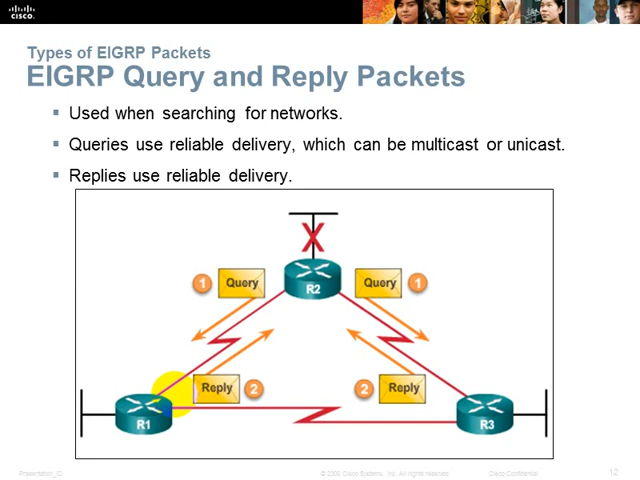 CISCO
Types of EIGRP Packets
EIGRP Query and Reply Packets
Used when searching for networks.
Queries use reliable delivery, which can be multicast or unicast.
Replies use reliable delivery.
X
1 Query Query 1
R2
Reply 2 2 Reply
R1 R3
Presentation_ID © 2008 Cisco Systems, Inc. All rights reserved. Cisco Confidential 12